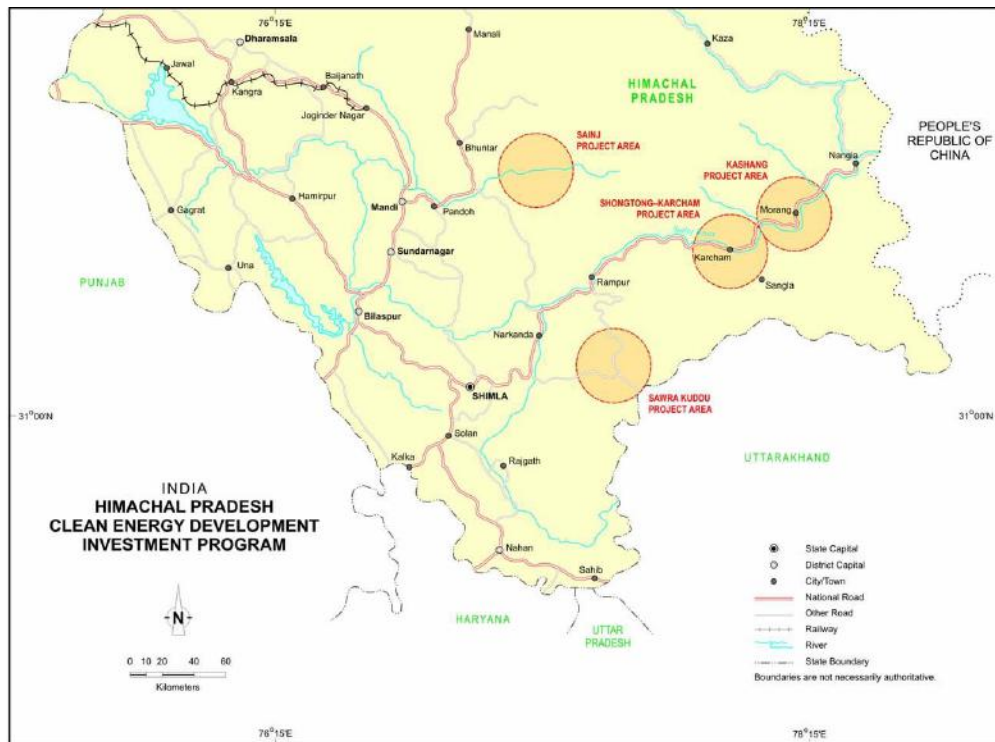 76°15'E
78°15'E
Dharamsala
Manali
Kaza
Jawal
Kangra
Baijnath
Joginder Nagar
HIMACHAL
PRADESH
PEOPLE'S
REPUBLIC OF
CHINA
Bhuntar
SAINJ
PROJECT AREA
KASHANG
PROJECT AREA
Nangla
Hamirpur
Gagrat
Mandi
Pandoh
SHONGTONG–KARCHAM
PROJECT AREA
Morang
Karcham
Sundarnagar
Una
PUNJAB
Rampur
Sangla
Bilaspur
Narkanda
SHIMLA
SAWRA KUDDU
PROJECT AREA
31°00'N
31°00'N
Solan
Kalka
Rajgath
UTTARAKHAND
INDIA
HIMACHAL PRADESH
CLEAN ENERGY DEVELOPMENT
INVESTMENT PROGRAM
Nahan
Sahib
HARYANA
UTTAR
PRADESH
N
0 10 20 40 60
Kilometers
State Capital
District Capital
City/Town
National Road
Other Road
Railway
River
State Boundary
Boundaries are not necessarily authoritative.
76°15'E
78°15'E